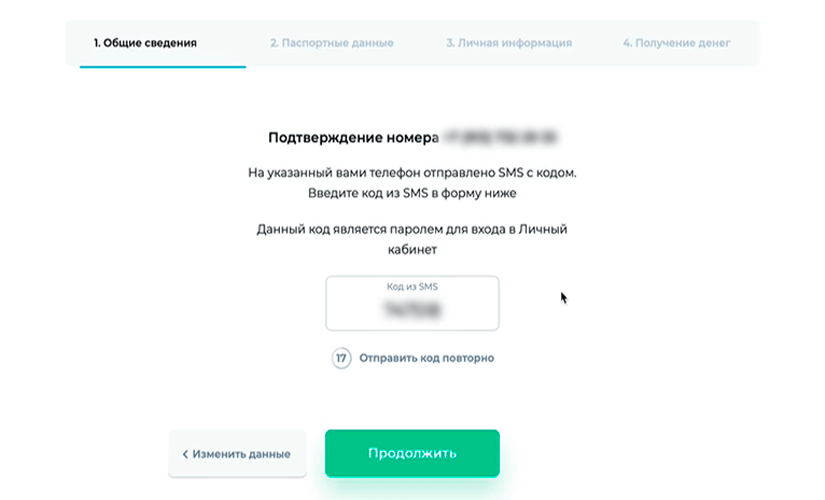 1. Общие сведения
2. Паспортные данные
3. Личная информация
4. Получение денег
Подтверждение номера
На указанный вами телефон отправлено SMS с кодом.
Введите код из SMS в форму ниже
Данный код является паролем для входа в Личный
кабинет
Код из SMS
17 Отправить код повторно
Изменить данные
Продолжить